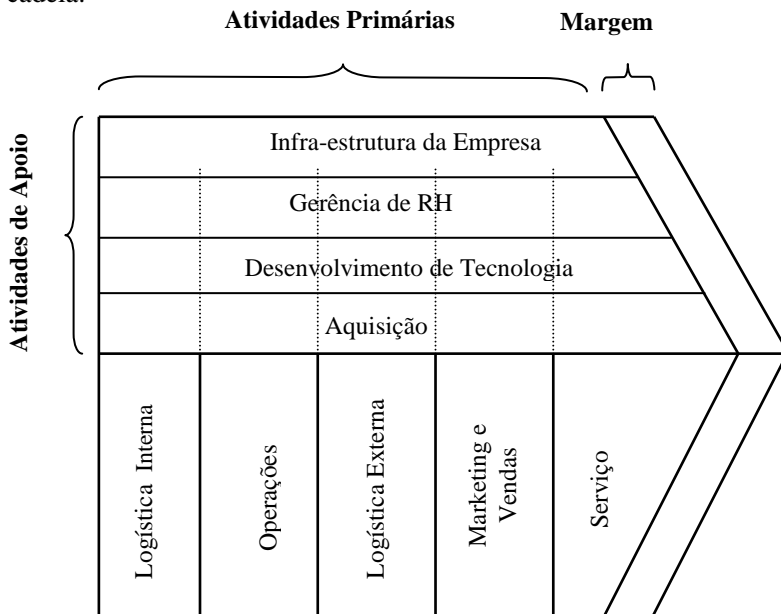 cadeia.
Atividades Primárias
Margem
Atividades de Apoio
Infra-estrutura da Empresa
Gerência de RH
Desenvolvimento de Tecnologia
Aquisição
Logística Interna
Operações
Logística Externa
Marketing e
Vendas
Serviço